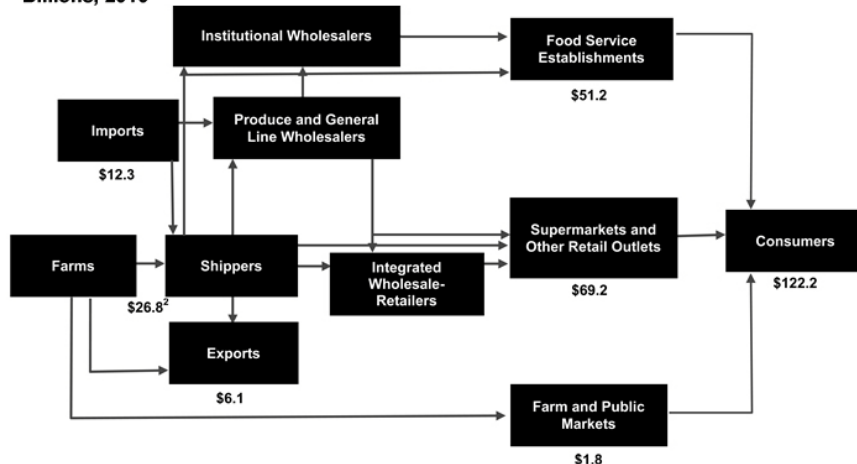 Billions, 2010
Institutional Wholesalers
Food Service
Establishments
$51.2
Imports
$12.3
Produce and General
Line Wholesalers
Supermarkets and
Other Retail Outlets
$69.2
Consumers
$122.2
Farms
$26.8²
Shippers
Integrated
Wholesale-
Retailers
Exports
$6.1
Farm and Public
Markets
$1.8